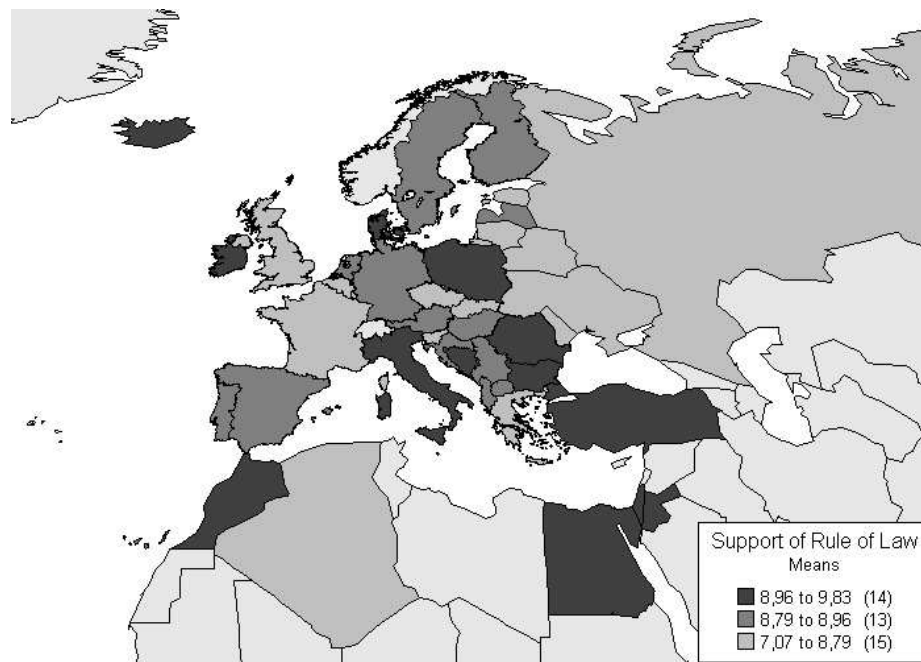 Support of Rule of Law
Means
8,96 to 9,83 (14)
8,79 to 8,96 (13)
7,07 to 8,79 (15)